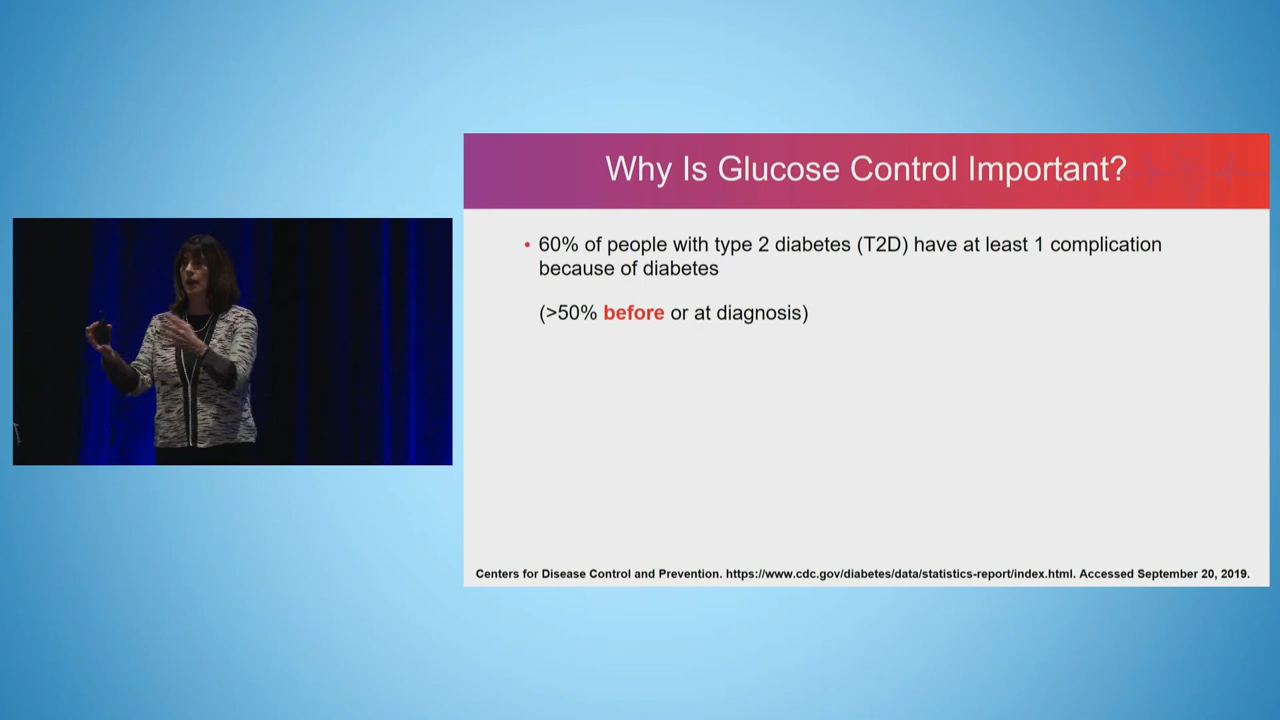 Why Is Glucose Control Important?
• 60% of people with type 2 diabetes (T2D) have at least 1 complication
because of diabetes
(>50% before or at diagnosis)
Centers for Disease Control and Prevention. https://www.cdc.gov/diabetes/data/statistics-report/index.html. Accessed September 20, 2019.